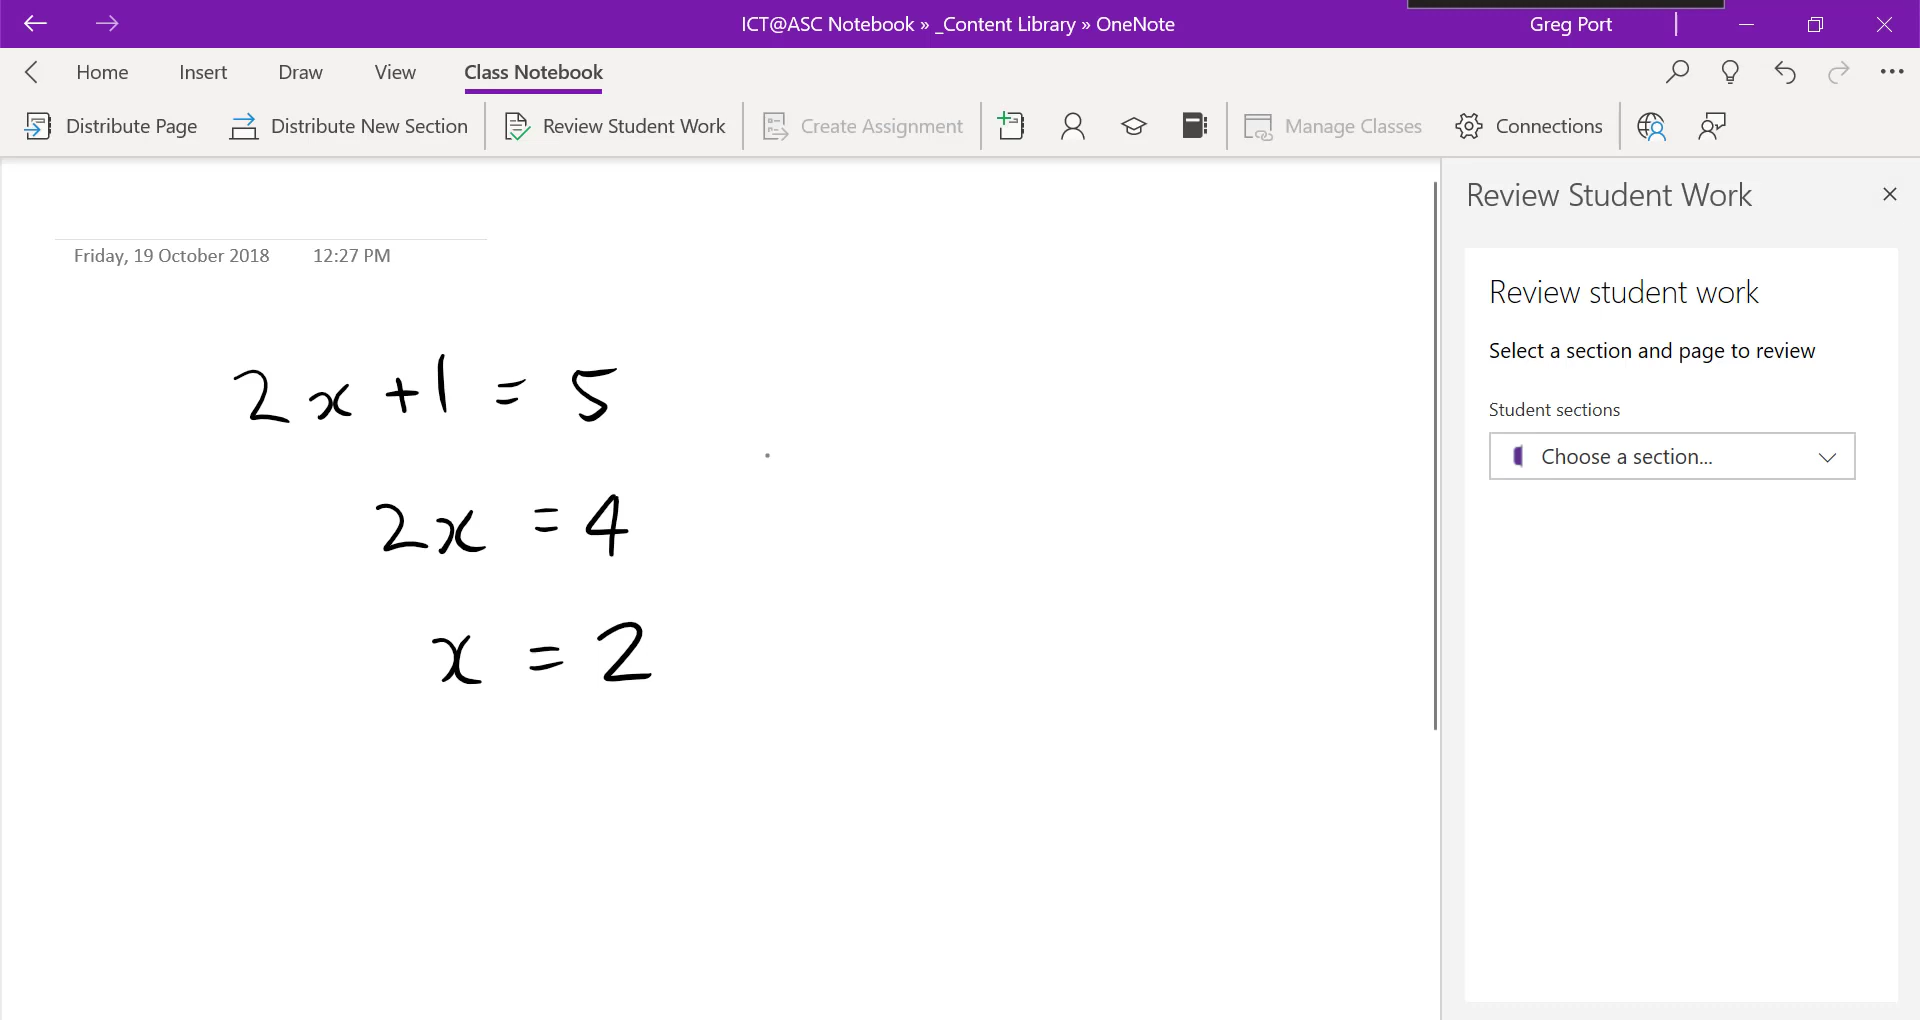 ICT@ASC Notebook » _Content Library » OneNote
Greg Port
Home Insert Draw View Class Notebook
Distribute Page Distribute New Section Review Student Work Create Assignment Manage Classes Connections
Friday, 19 October 2018 12:27 PM
2x + 1 = 5
2x = 4
x = 2
Review Student Work
Review student work
Select a section and page to review
Student sections
Choose a section...